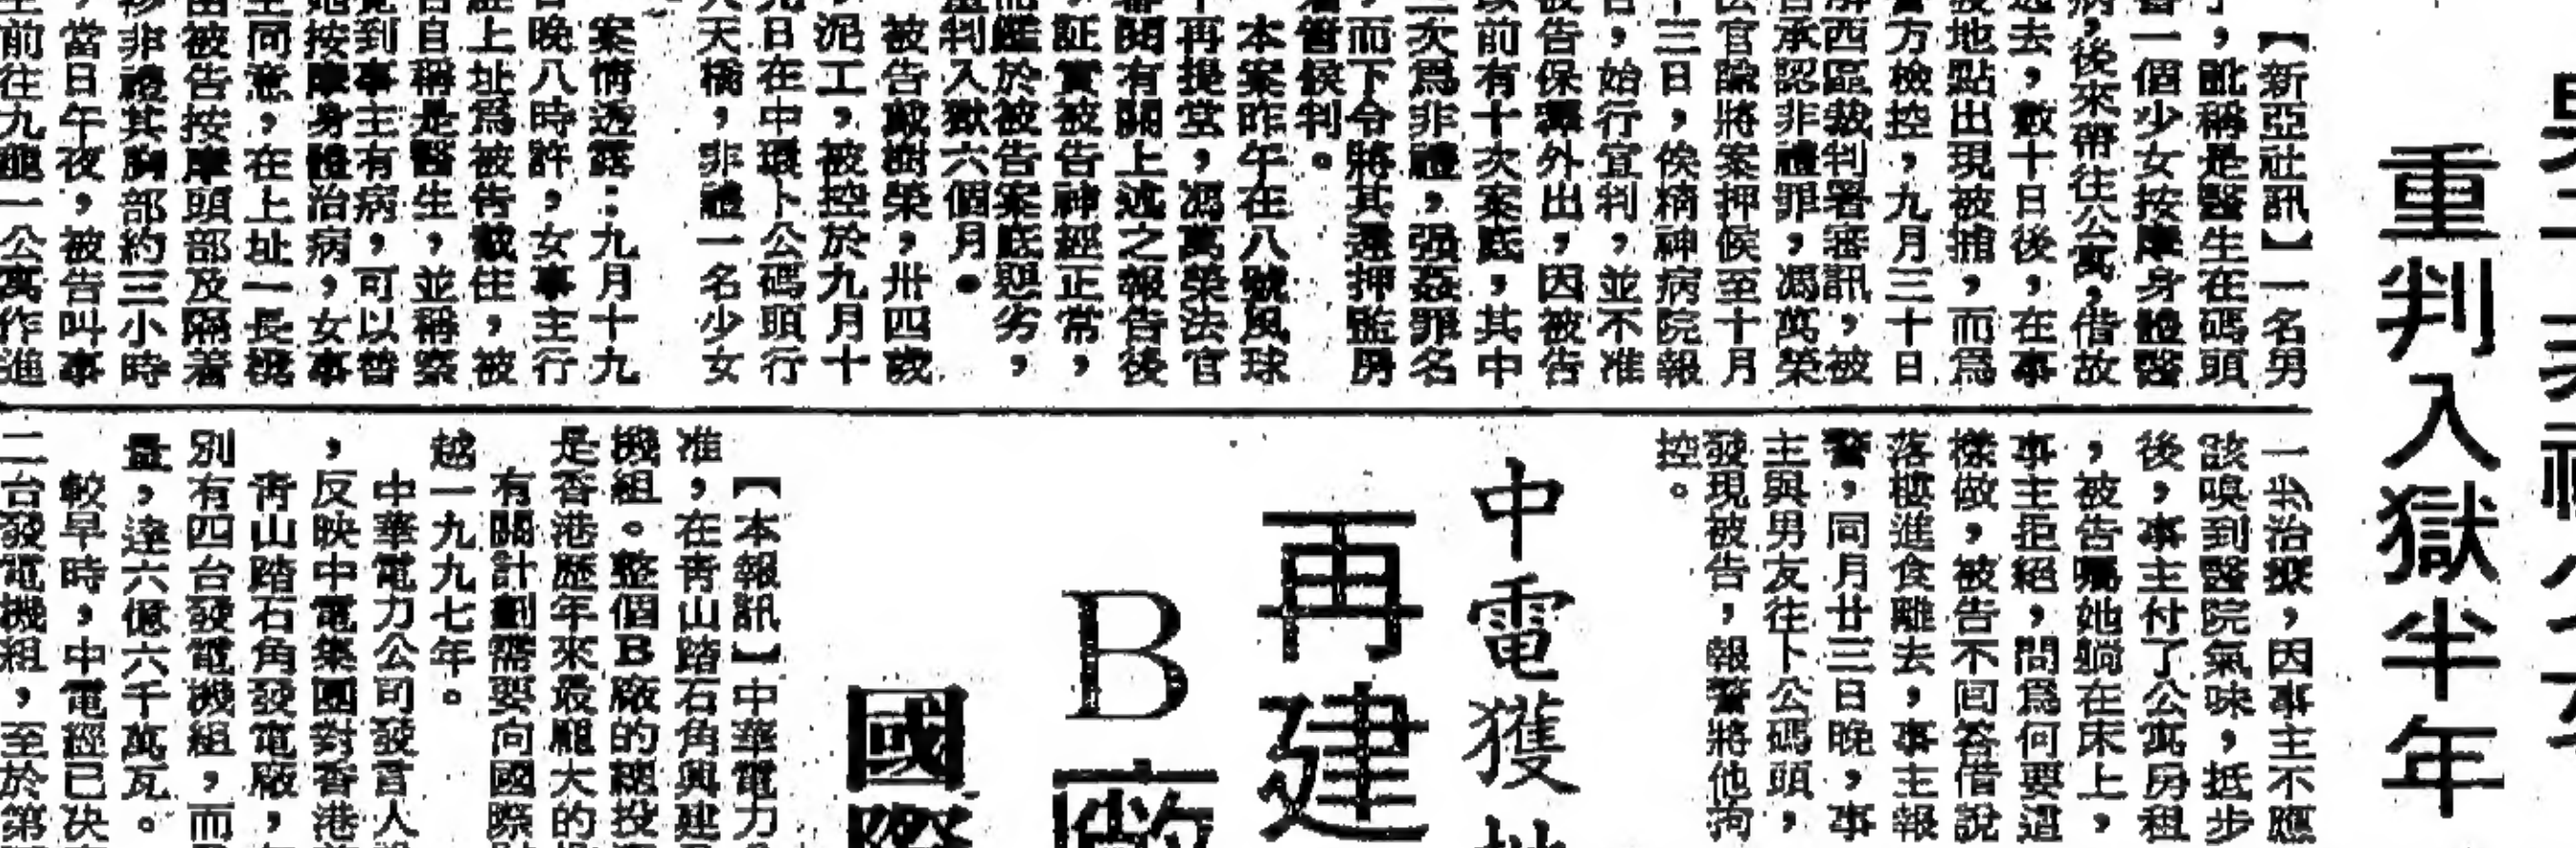 重判入獄半年
【新亞社訊】一名男
,訛稱是醫生在碼頭
替一個少女按摩身體醫
病,後來帶往公寓,借故
逃去,數十日後,在事
發地點出現被捕,而為
警方檢控,九月三十日
西區裁判署審訊,被
告承認非禮罪,馮萬榮
法官諭將案押候至十月
十三日,俟精神病院報
告,始行宣判,並不准
被告保釋外出,因被告
以前有十次案底,其中
二次為非禮,强姦罪名
,而下令將其還押監房
看管候判。
本案昨午在八號風球
下再提堂,馮萬榮法官
審閱有關上述之報告後
,証實被告神經正常,
而鑑於被告案底惡劣,
判入獄六個月。
被告戴樹榮,卅四歲
,泥工,被控於九月十
九日在中環卜公碼頭行
人天橋,非禮一名少女
案情透露:九月十九
日晚八時許,女事主行
經上址為被告截住,被
告自稱是醫生,並稱察
覺到事主有病,可以替
她按摩身體治病,女事
主同意,在上址一長櫈
由被告按摩頭部及隔着
衫非禮其胸部約三小時
當日午夜,被告叫事
主前往九龍一公寓作進
一步治療,因事主不應
該嗅到醫院氣味,抵步
後,事主付了公寓房租
,被告囑她躺在床上,
事主拒絕,問為何要這
樣做,被告不回答借說
落樓進食離去,事主報
警,同月廿三日晚,事
主與男友往卜公碼頭,
發現被告,報警將他拘
控。
中電獲
再建
B廠
國際
【本報訊】中華電力
准,在青山踏石角興建
機組。整個B廠的總投
是香港歷年來最龐大的
有關計劃需要向國際
越一九九七年。
中華電力公司發言人
,反映中電集團對香港
青山踏石角發電廠,
別有四台發電機組,而
量,達六億六千萬瓦。
較早時,中電經已決
二台發電機組,至於第